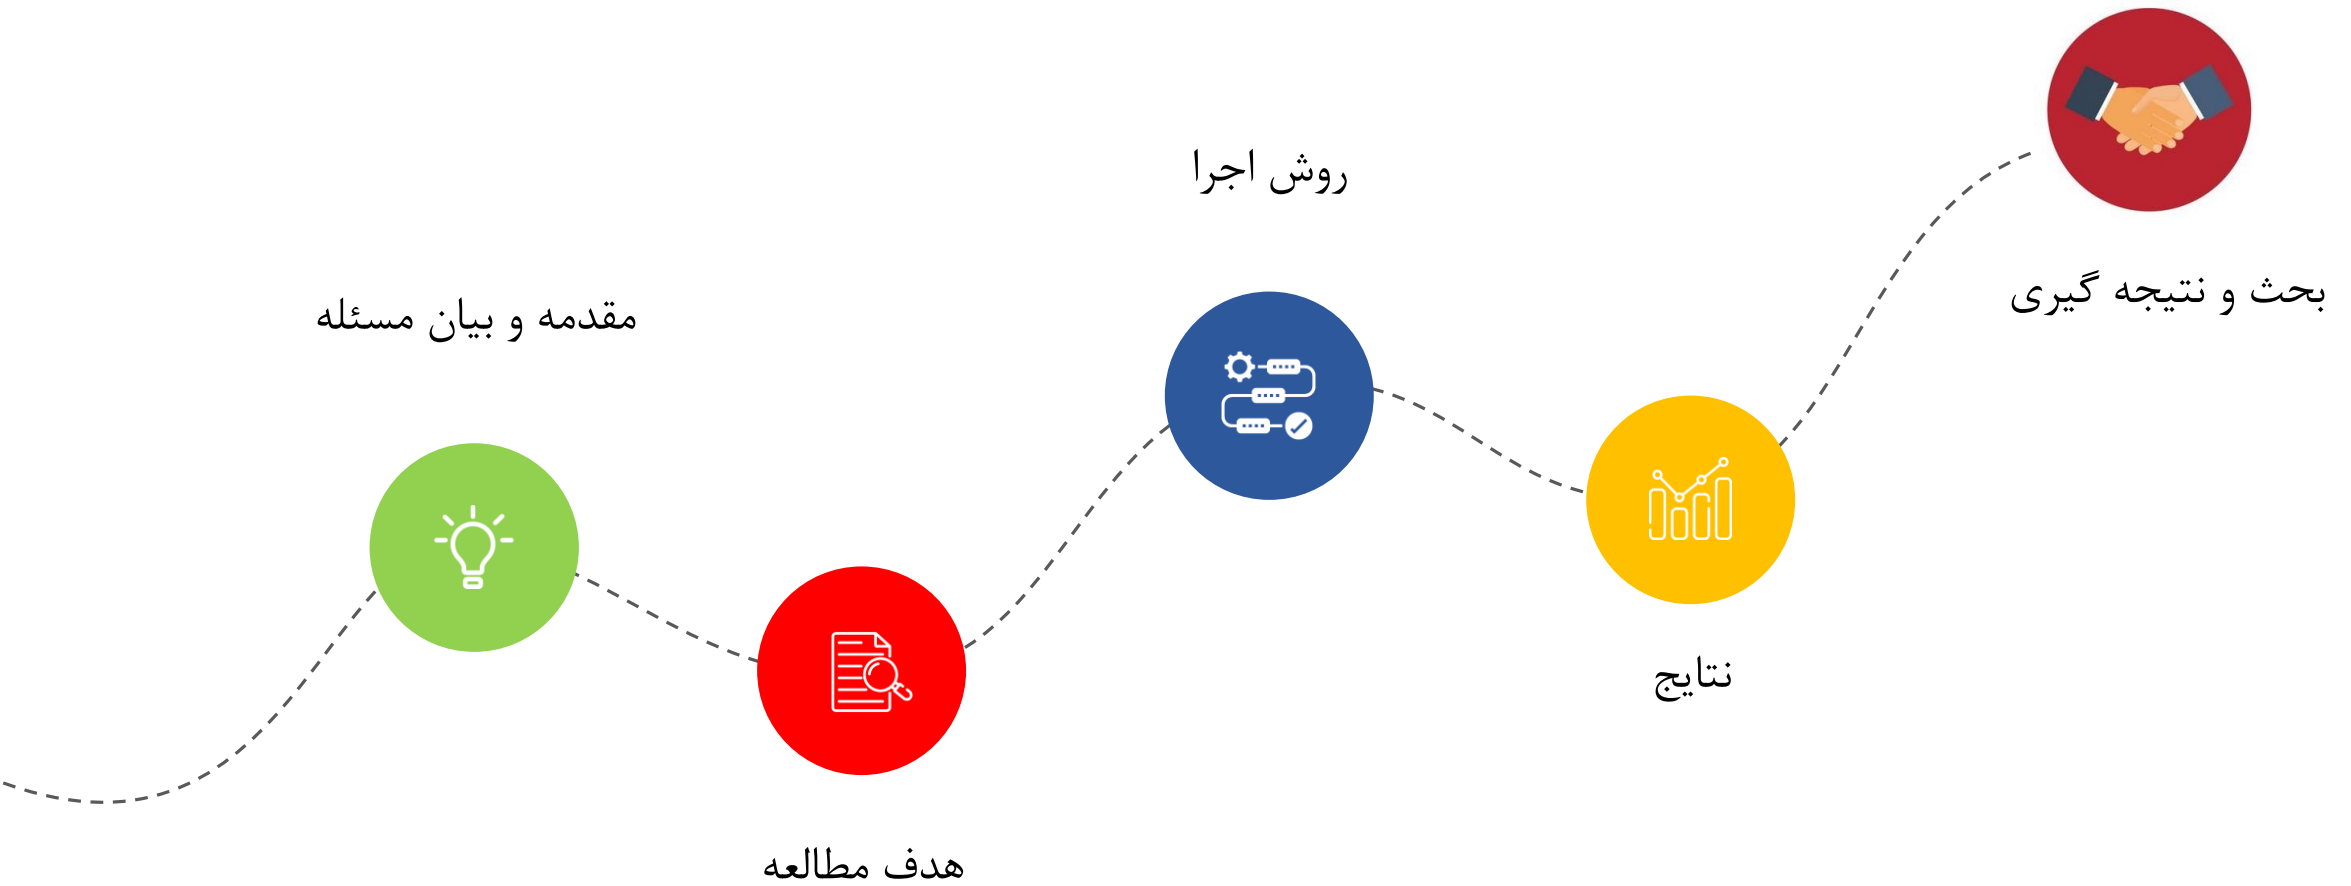 مقدمه و بیان مسئله
هدف مطالعه
روش اجرا
نتایج
بحث و نتیجه گیری